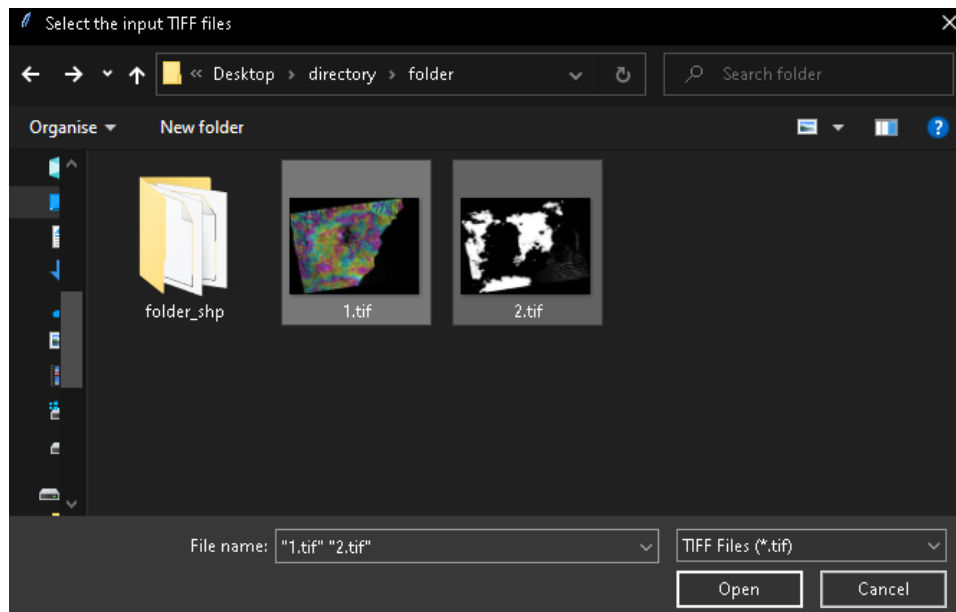 Select the input TIFF files
« Desktop › directory › folder
Search folder
Organise
New folder
?
folder_shp
1.tif
2.tif
File name: "1.tif" "2.tif"
TIFF Files (*.tif)
Open
Cancel